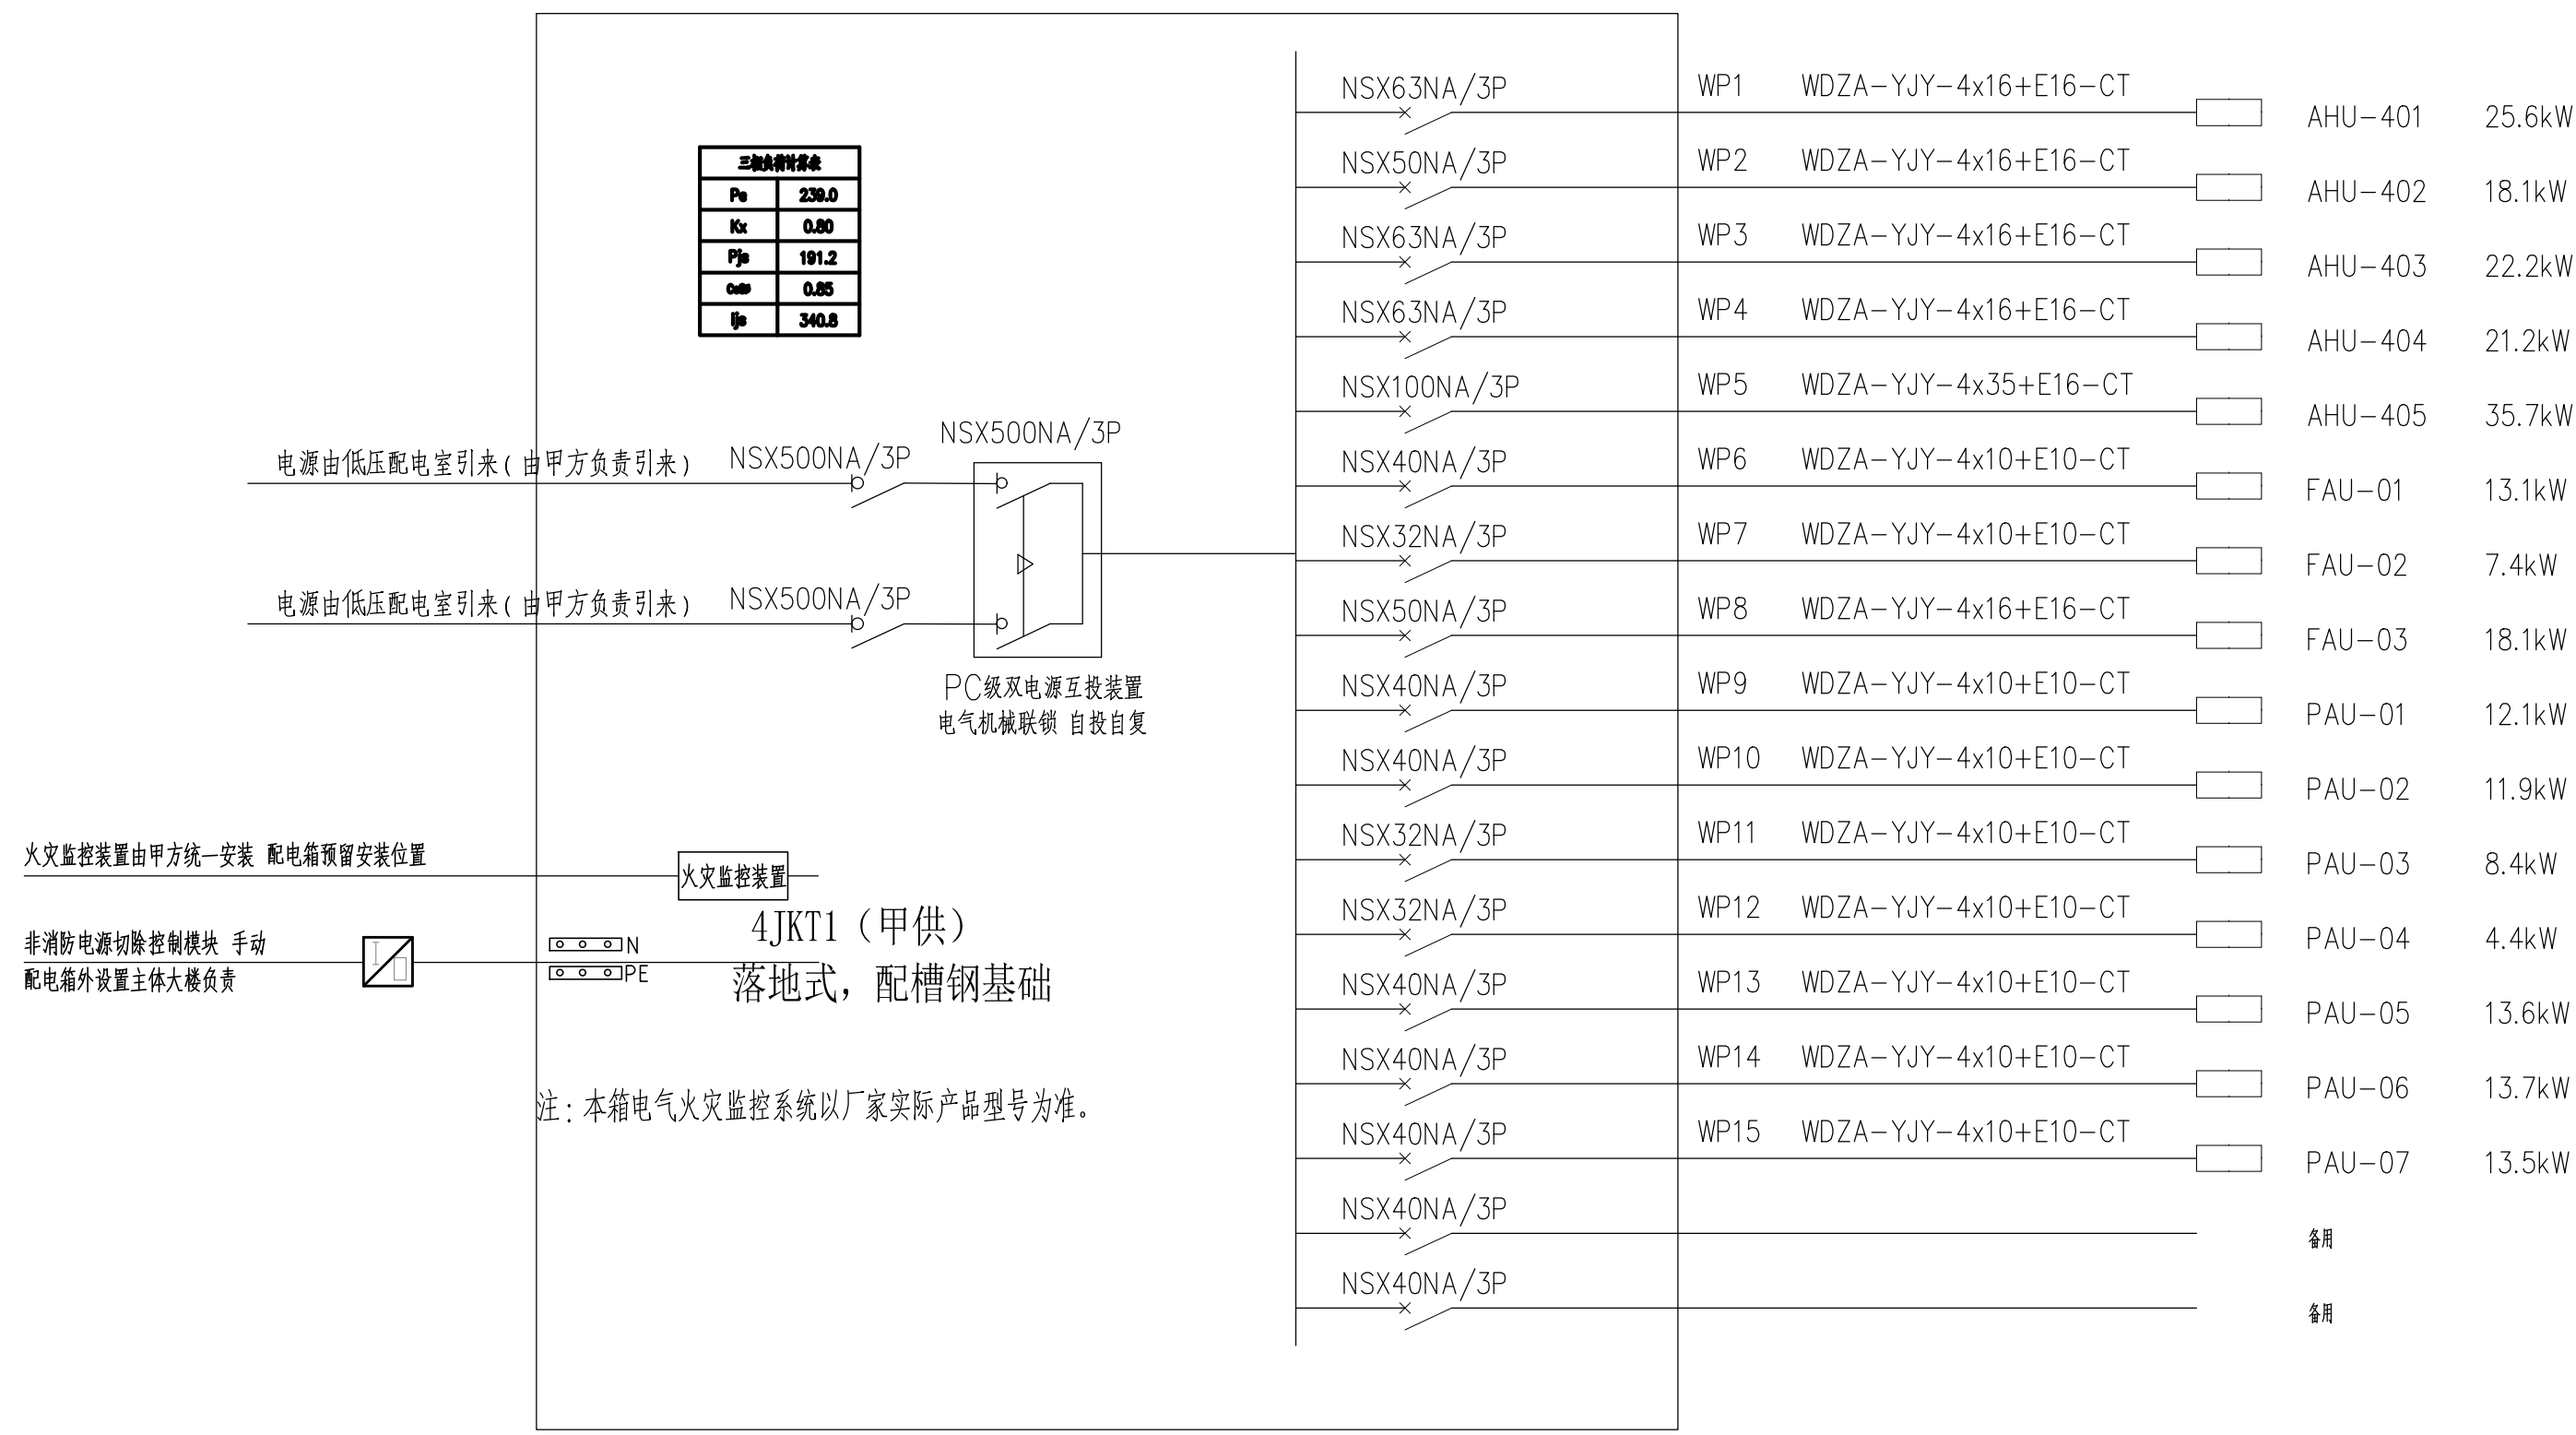 三相负荷计算表
Pe 239.0
Kx 0.80
Pjs 191.2
CosΦ 0.85
Ijs 340.8
电源由低压配电室引来(由甲方负责引来) NSX500NA/3P
NSX500NA/3P
电源由低压配电室引来(由甲方负责引来) NSX500NA/3P
PC级双电源互投装置
电气机械联锁 自投自复
火灾监控装置由甲方统一安装 配电箱预留安装位置
火灾监控装置
非消防电源切除控制模块 手动
配电箱外设置主体大楼负责
N
PE
4JKT1（甲供）
落地式，配槽钢基础
注：本箱电气火灾监控系统以厂家实际产品型号为准。
NSX63NA/3P WP1 WDZA-YJY-4x16+E16-CT AHU-401 25.6kW
NSX50NA/3P WP2 WDZA-YJY-4x16+E16-CT AHU-402 18.1kW
NSX63NA/3P WP3 WDZA-YJY-4x16+E16-CT AHU-403 22.2kW
NSX63NA/3P WP4 WDZA-YJY-4x16+E16-CT AHU-404 21.2kW
NSX100NA/3P WP5 WDZA-YJY-4x35+E16-CT AHU-405 35.7kW
NSX40NA/3P WP6 WDZA-YJY-4x10+E10-CT FAU-01 13.1kW
NSX32NA/3P WP7 WDZA-YJY-4x10+E10-CT FAU-02 7.4kW
NSX50NA/3P WP8 WDZA-YJY-4x16+E16-CT FAU-03 18.1kW
NSX40NA/3P WP9 WDZA-YJY-4x10+E10-CT PAU-01 12.1kW
NSX40NA/3P WP10 WDZA-YJY-4x10+E10-CT PAU-02 11.9kW
NSX32NA/3P WP11 WDZA-YJY-4x10+E10-CT PAU-03 8.4kW
NSX32NA/3P WP12 WDZA-YJY-4x10+E10-CT PAU-04 4.4kW
NSX40NA/3P WP13 WDZA-YJY-4x10+E10-CT PAU-05 13.6kW
NSX40NA/3P WP14 WDZA-YJY-4x10+E10-CT PAU-06 13.7kW
NSX40NA/3P WP15 WDZA-YJY-4x10+E10-CT PAU-07 13.5kW
NSX40NA/3P 备用
NSX40NA/3P 备用